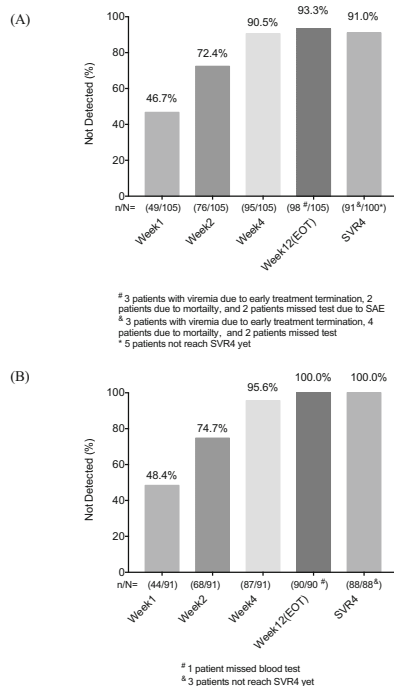 (A)
Not Detected (%)
100
80
60
40
20
0
46.7%
72.4%
90.5%
93.3%
91.0%
n/N= (49/105) (76/105) (95/105) (98 #/105) (91&/100*)
Week1 Week2 Week4 Week12(EOT) SVR4
# 3 patients with viremia due to early treatment termination, 2
patients due to mortailty, and 2 patients missed test due to SAE
& 3 patients with viremia due to early treatment termination, 4
patients due to mortality, and 2 patients missed test
* 5 patients not reach SVR4 yet
(B)
Not Detected (%)
100
80
60
40
20
0
48.4%
74.7%
95.6%
100.0%
100.0%
n/N= (44/91) (68/91) (87/91) (90/90 #) (88/88&)
Week1 Week2 Week4 Week12(EOT) SVR4
# 1 patient missed blood test
& 3 patients not reach SVR4 yet